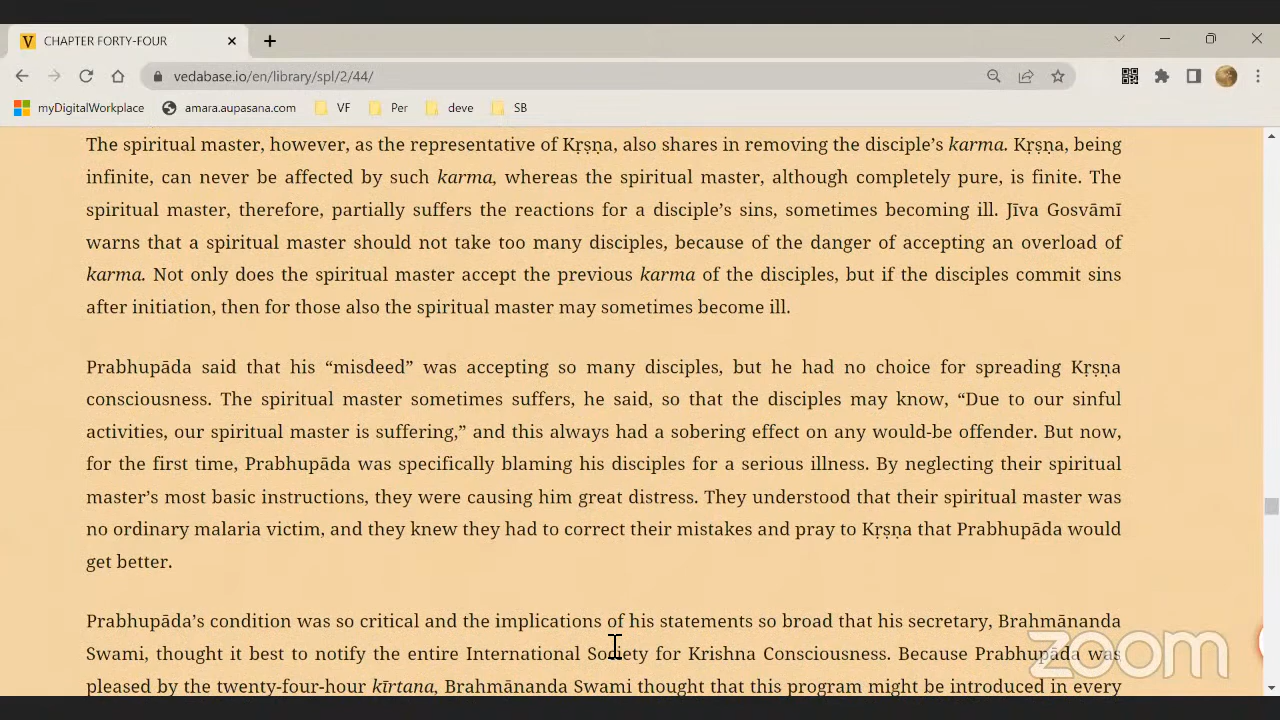 CHAPTER FORTY-FOUR
vedabase.io/en/library/spl/2/44/
myDigitalWorkplace amara.aupasana.com VF Per deve SB
The spiritual master, however, as the representative of Kṛṣṇa, also shares in removing the disciple’s karma. Kṛṣṇa, being
infinite, can never be affected by such karma, whereas the spiritual master, although completely pure, is finite. The
spiritual master, therefore, partially suffers the reactions for a disciple’s sins, sometimes becoming ill. Jīva Gosvāmī
warns that a spiritual master should not take too many disciples, because of the danger of accepting an overload of
karma. Not only does the spiritual master accept the previous karma of the disciples, but if the disciples commit sins
after initiation, then for those also the spiritual master may sometimes become ill.
Prabhupāda said that his “misdeed” was accepting so many disciples, but he had no choice for spreading Kṛṣṇa
consciousness. The spiritual master sometimes suffers, he said, so that the disciples may know, “Due to our sinful
activities, our spiritual master is suffering,” and this always had a sobering effect on any would-be offender. But now,
for the first time, Prabhupāda was specifically blaming his disciples for a serious illness. By neglecting their spiritual
master’s most basic instructions, they were causing him great distress. They understood that their spiritual master was
no ordinary malaria victim, and they knew they had to correct their mistakes and pray to Kṛṣṇa that Prabhupāda would
get better.
Prabhupāda’s condition was so critical and the implications of his statements so broad that his secretary, Brahmānanda
Swami, thought it best to notify the entire International Society for Krishna Consciousness. Because Prabhupāda was
pleased by the twenty-four-hour kīrtana, Brahmānanda Swami thought that this program might be introduced in every
zoom